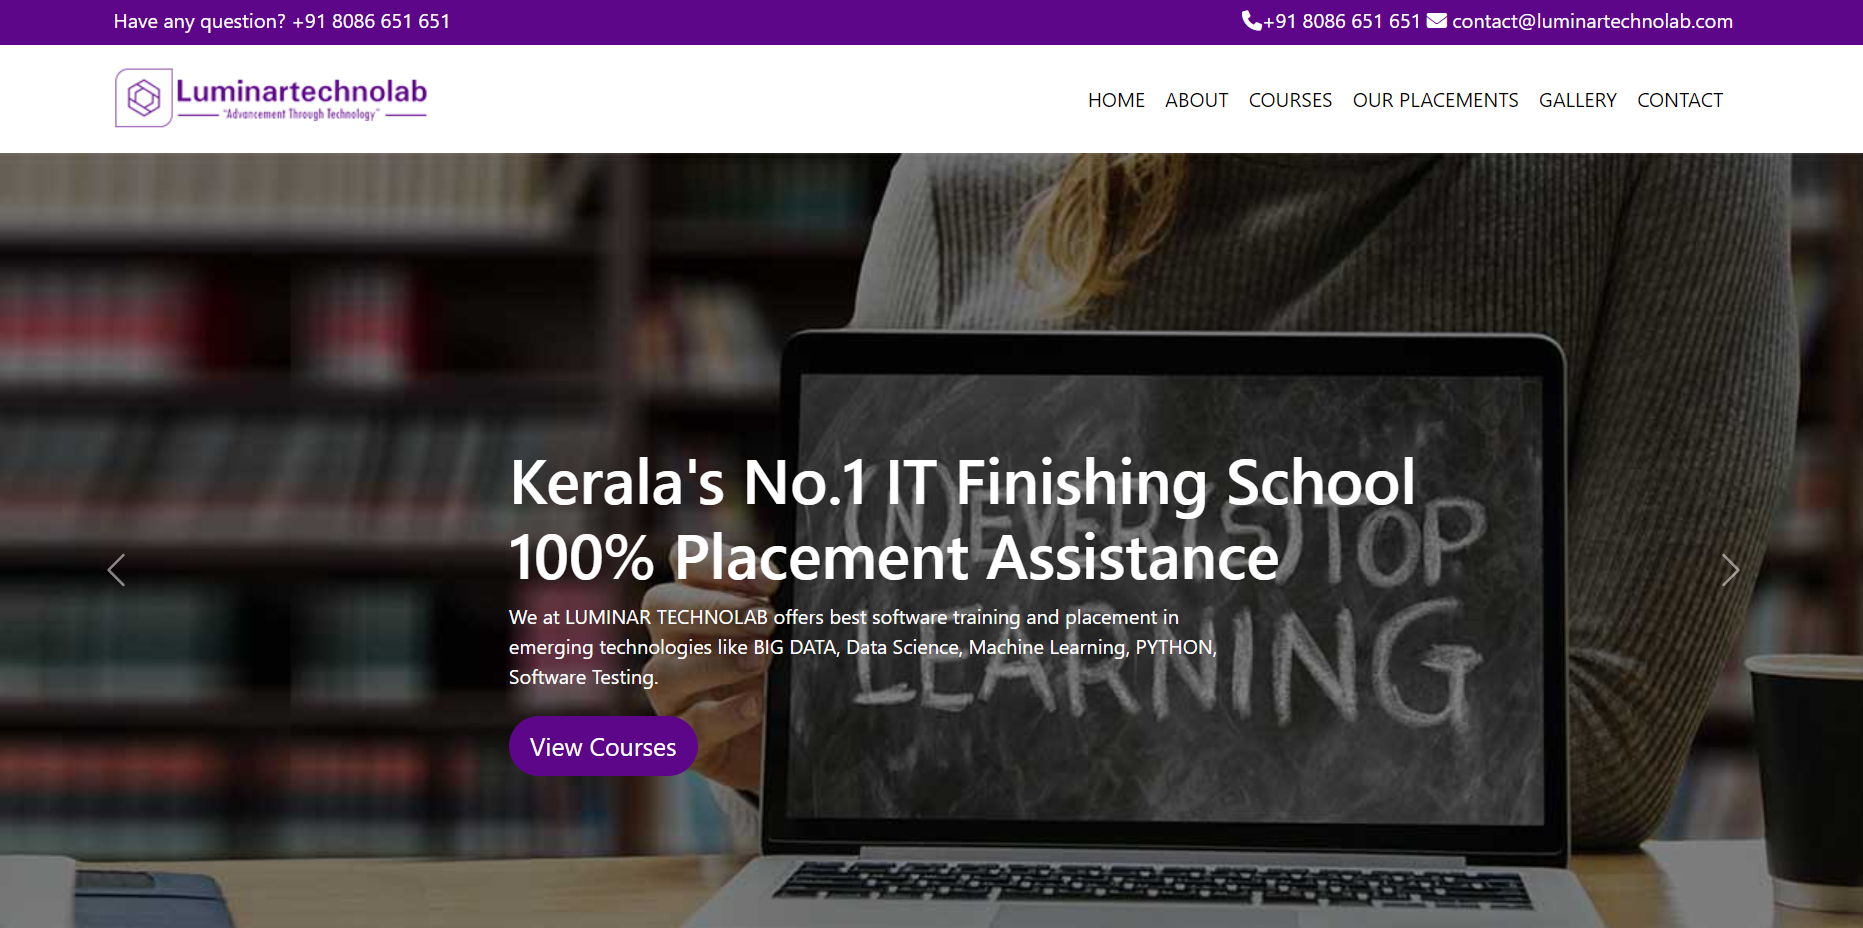 Have any question? +91 8086 651 651
+91 8086 651 651 contact@luminartechnolab.com
Luminartechnolab
"Advancement Through Technology"
HOME ABOUT COURSES OUR PLACEMENTS GALLERY CONTACT
Kerala's No.1 IT Finishing School
100% Placement Assistance
We at LUMINAR TECHNOLAB offers best software training and placement in
emerging technologies like BIG DATA, Data Science, Machine Learning, PYTHON,
Software Testing.
View Courses
(N)EVER (S)TOP
LEARNING